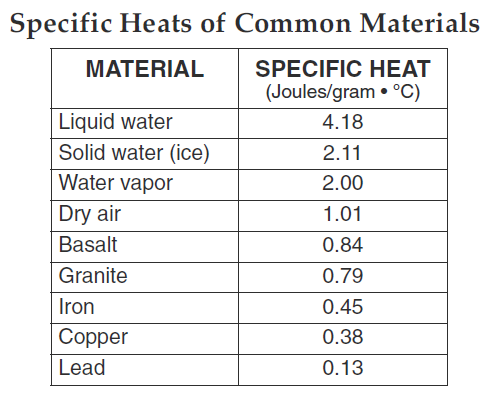 Specific Heats of Common Materials
MATERIAL SPECIFIC HEAT
(Joules/gram • °C)
Liquid water 4.18
Solid water (ice) 2.11
Water vapor 2.00
Dry air 1.01
Basalt 0.84
Granite 0.79
Iron 0.45
Copper 0.38
Lead 0.13